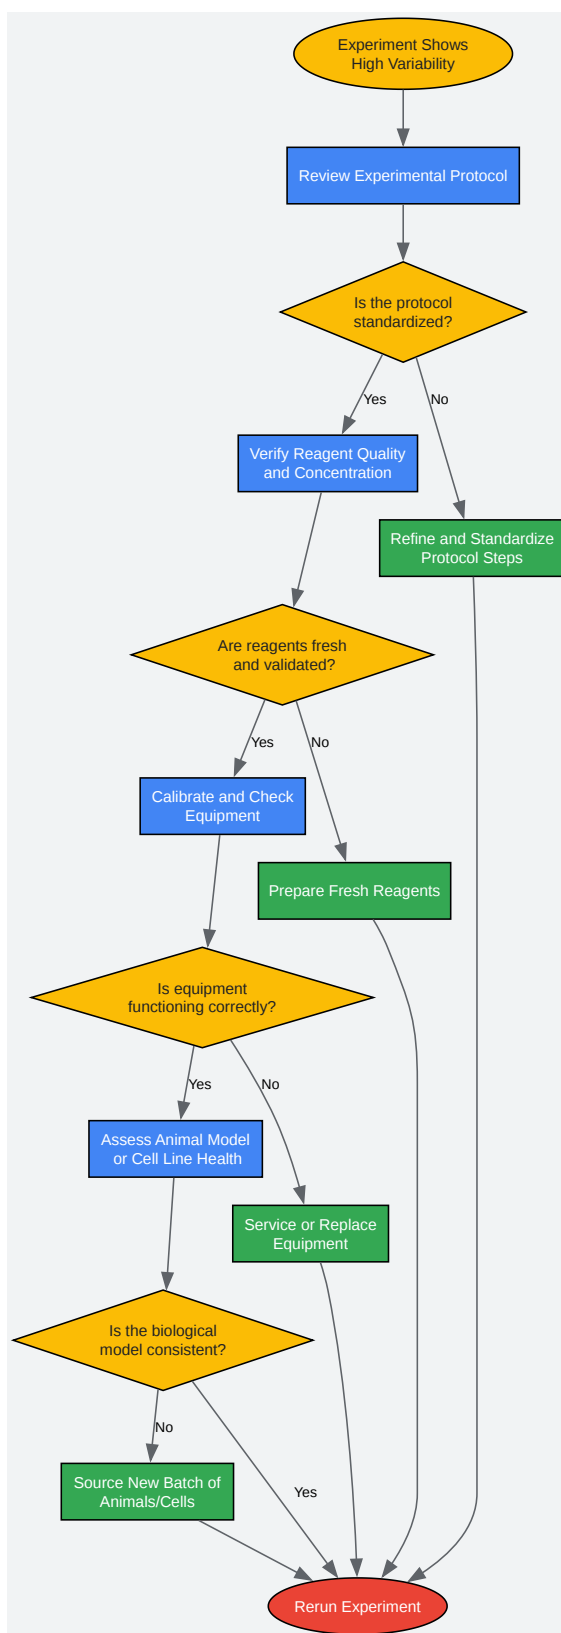 Experiment Shows
High Variability
Review Experimental Protocol
Is the protocol
standardized?
Yes
No
Verify Reagent Quality
and Concentration
Refine and Standardize
Protocol Steps
Are reagents fresh
and validated?
Yes
No
Calibrate and Check
Equipment
Prepare Fresh Reagents
Is equipment
functioning correctly?
Yes
No
Assess Animal Model
or Cell Line Health
Service or Replace
Equipment
Is the biological
model consistent?
No
Source New Batch of
Animals/Cells
Yes
Rerun Experiment